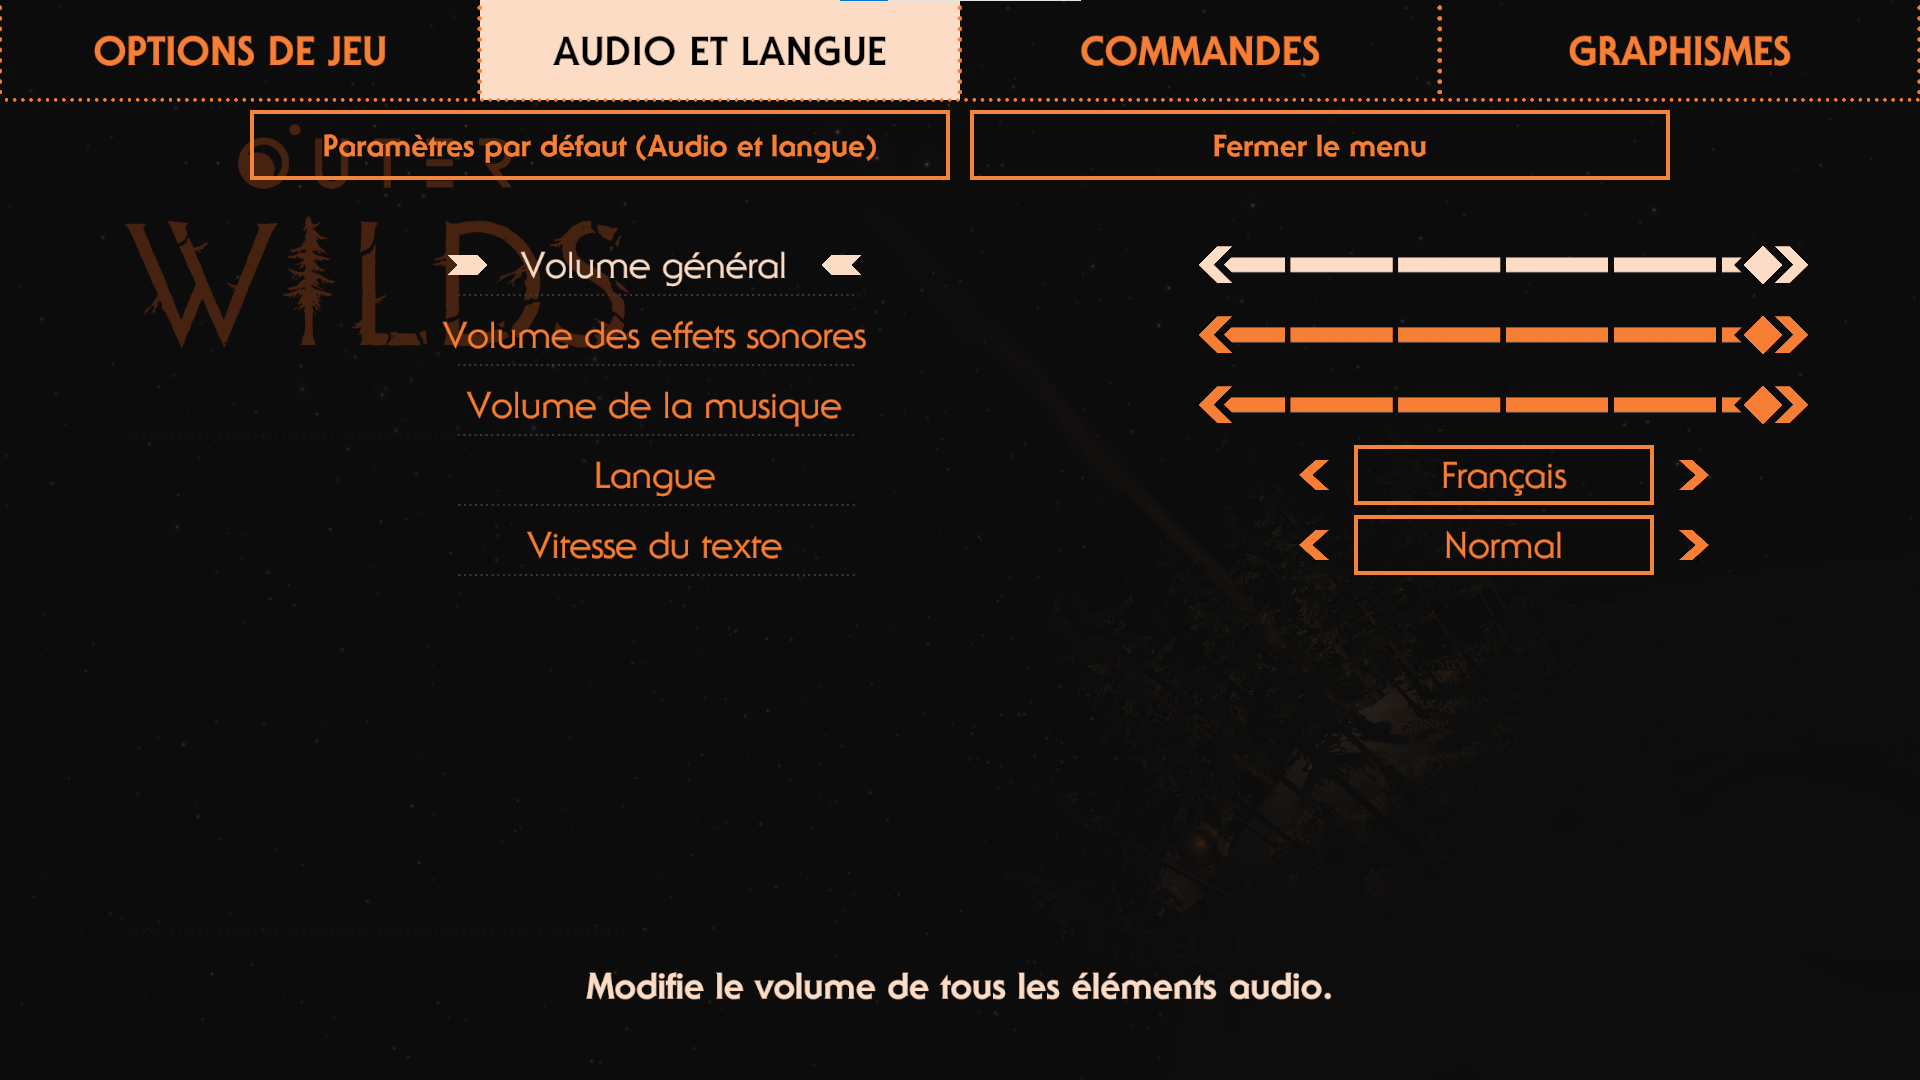 OPTIONS DE JEU
AUDIO ET LANGUE
COMMANDES
GRAPHISMES
Paramètres par défaut (Audio et langue)
Fermer le menu
OUTER
WILDS
Volume général
Volume des effets sonores
Volume de la musique
Langue
Français
Vitesse du texte
Normal
Modifie le volume de tous les éléments audio.